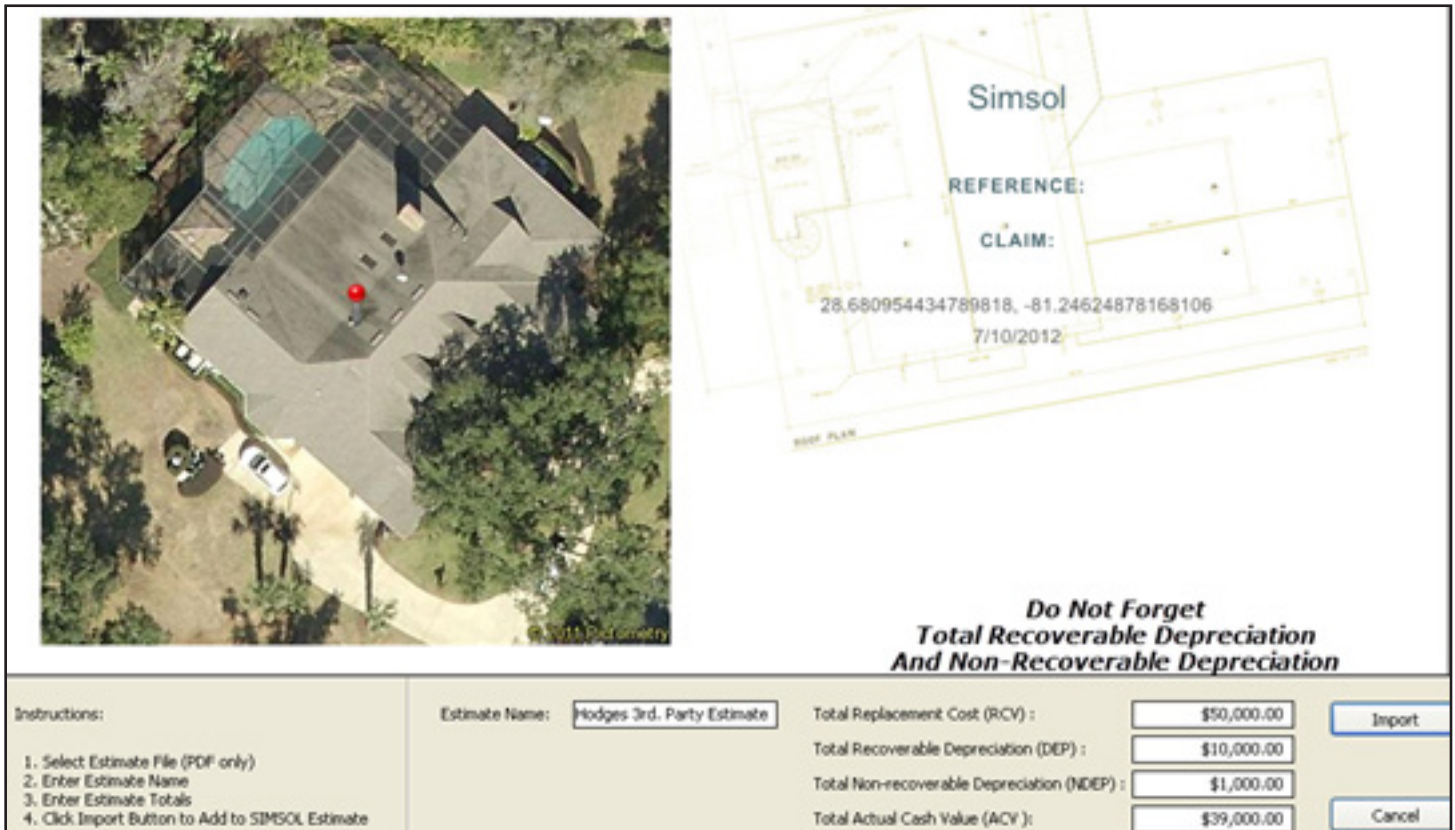 © 2011 Pictometry
Simsol
REFERENCE:
CLAIM:
28.680954434789818, -81.24624878168106
7/10/2012
ROOF PLAN
Do Not Forget
Total Recoverable Depreciation
And Non-Recoverable Depreciation
Instructions:
1. Select Estimate File (PDF only)
2. Enter Estimate Name
3. Enter Estimate Totals
4. Click Import Button to Add to SIMSOL Estimate
Estimate Name: Hodges 3rd. Party Estimate
Total Replacement Cost (RCV) : $50,000.00
Total Recoverable Depreciation (DEP) : $10,000.00
Total Non-recoverable Depreciation (NDEP) : $1,000.00
Total Actual Cash Value (ACV ): $39,000.00
Import
Cancel